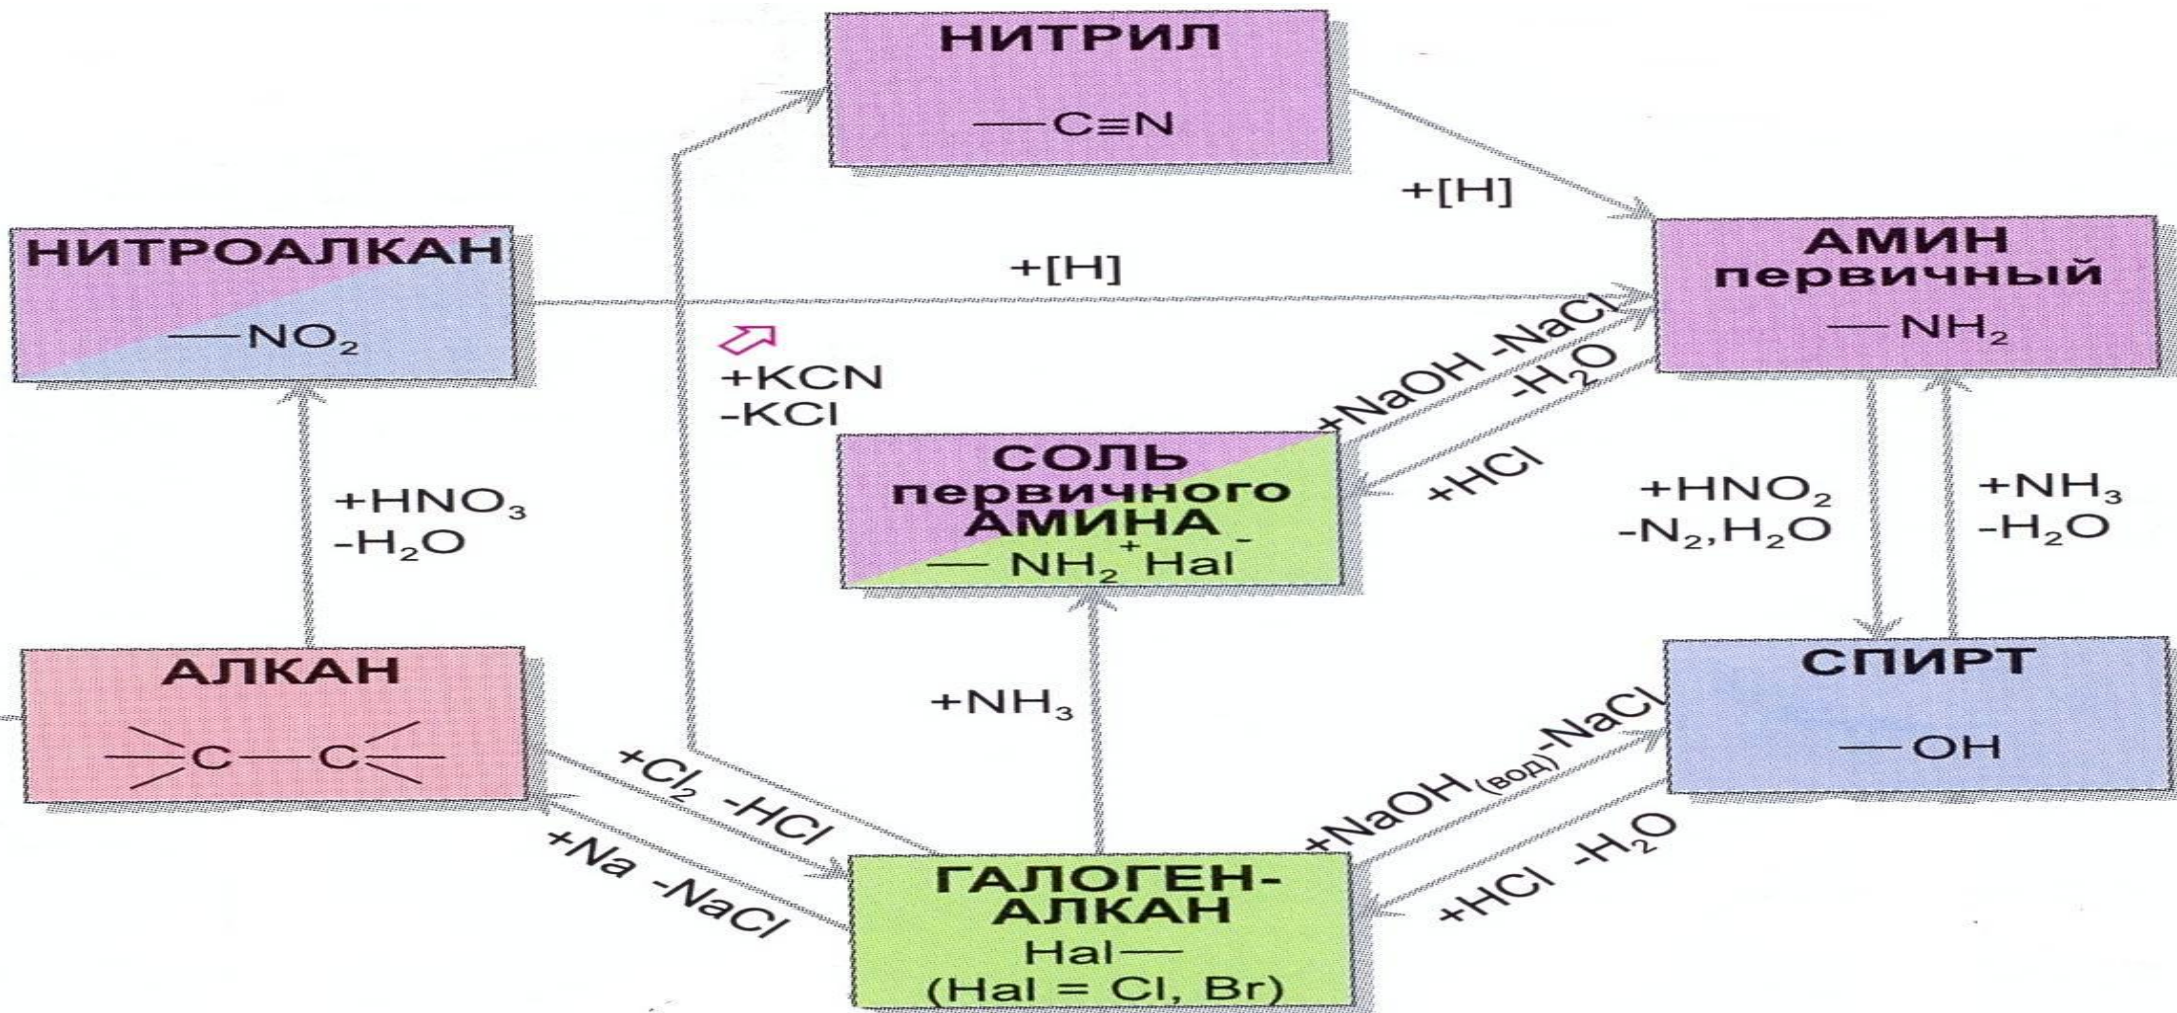 НИТРИЛ
—C≡N
+[H]
НИТРОАЛКАН
—NO₂
+[H]
АМИН
первичный
—NH₂
+KCN
-KCl
+NaOH -NaCl
-H₂O
+HCl
СОЛЬ
первичного
АМИНА
— NH₂⁺Hal⁻
+HNO₃
-H₂O
+HNO₂
-N₂,H₂O
+NH₃
-H₂O
АЛКАН
C—C
+NH₃
СПИРТ
—OH
+Cl₂ -HCl
+Na -NaCl
+NaOH(вод)-NaCl
+HCl -H₂O
ГАЛОГЕН-
АЛКАН
Hal—
(Hal = Cl, Br)